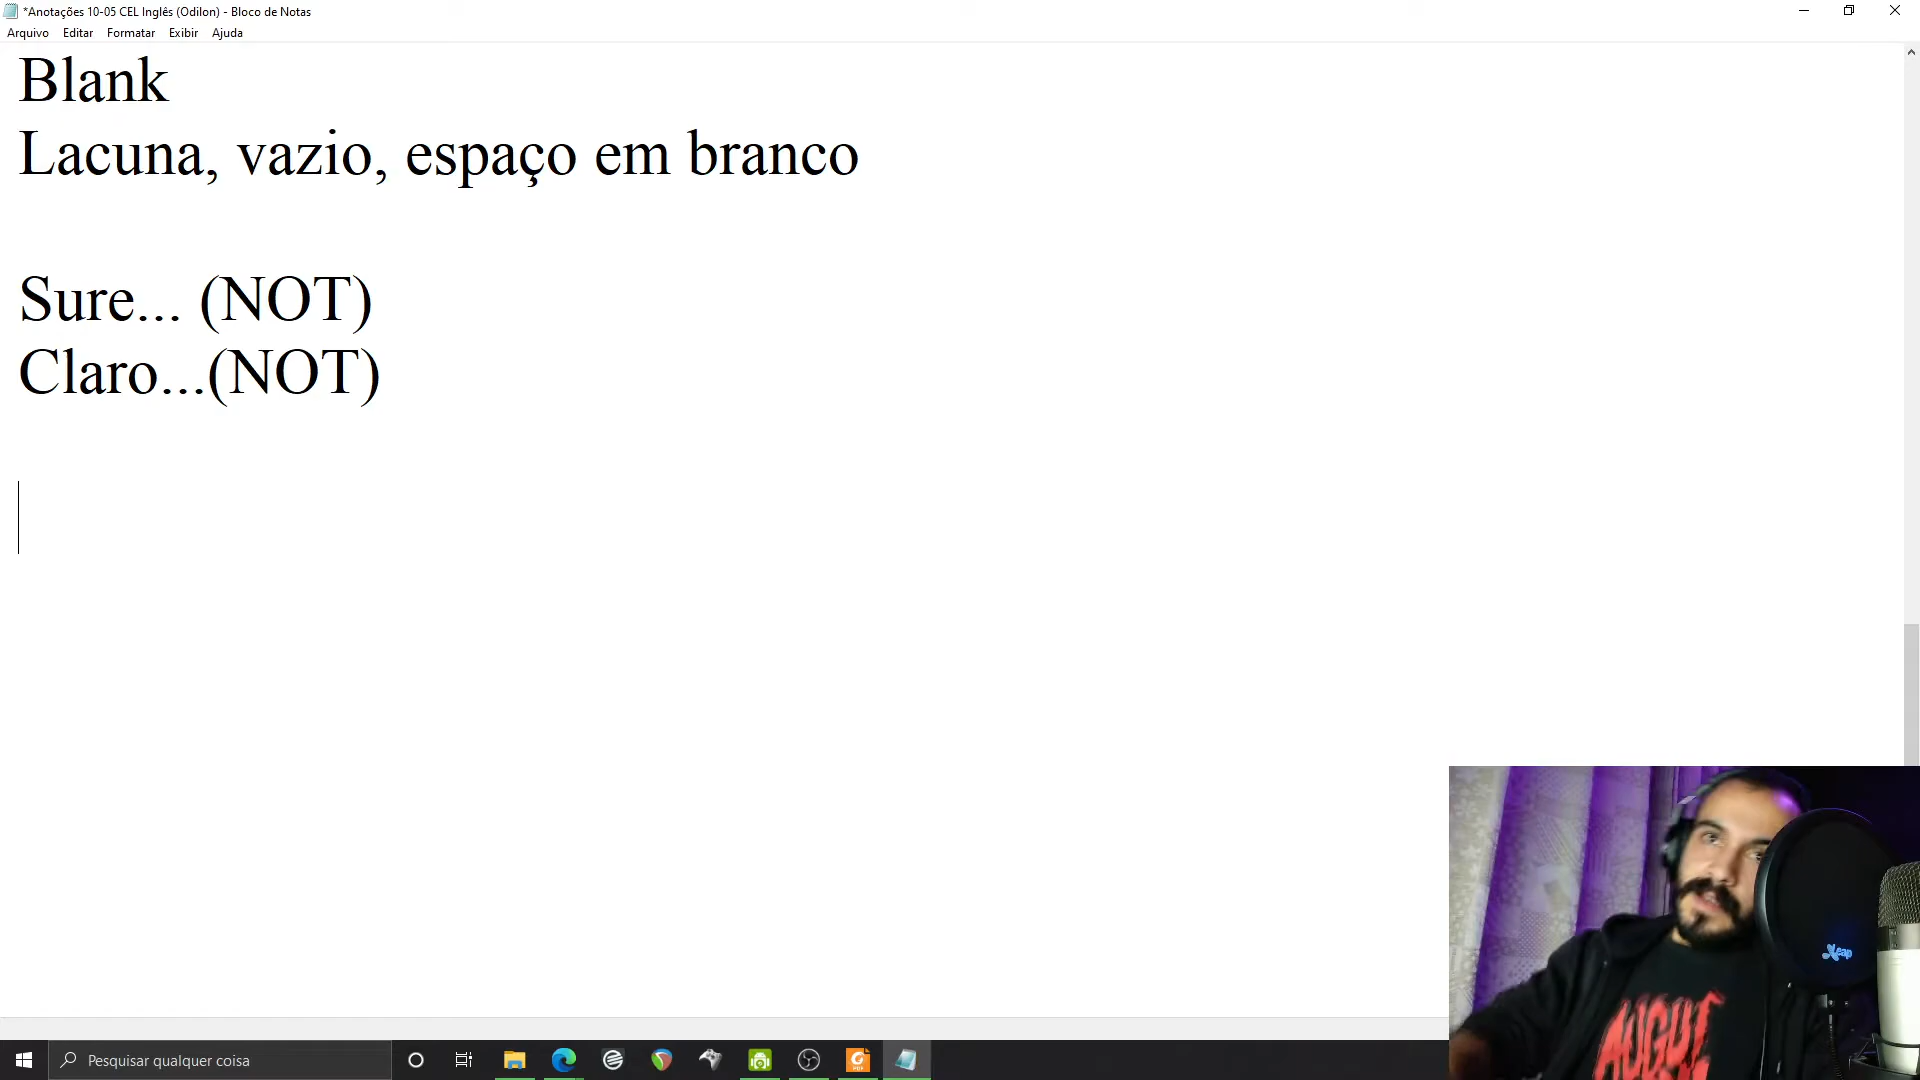 *Anotações 10-05 CEL Inglês (Odilon) - Bloco de Notas
Arquivo Editar Formatar Exibir Ajuda
Blank
Lacuna, vazio, espaço em branco
Sure... (NOT)
Claro...(NOT)
Pesquisar qualquer coisa
PDF